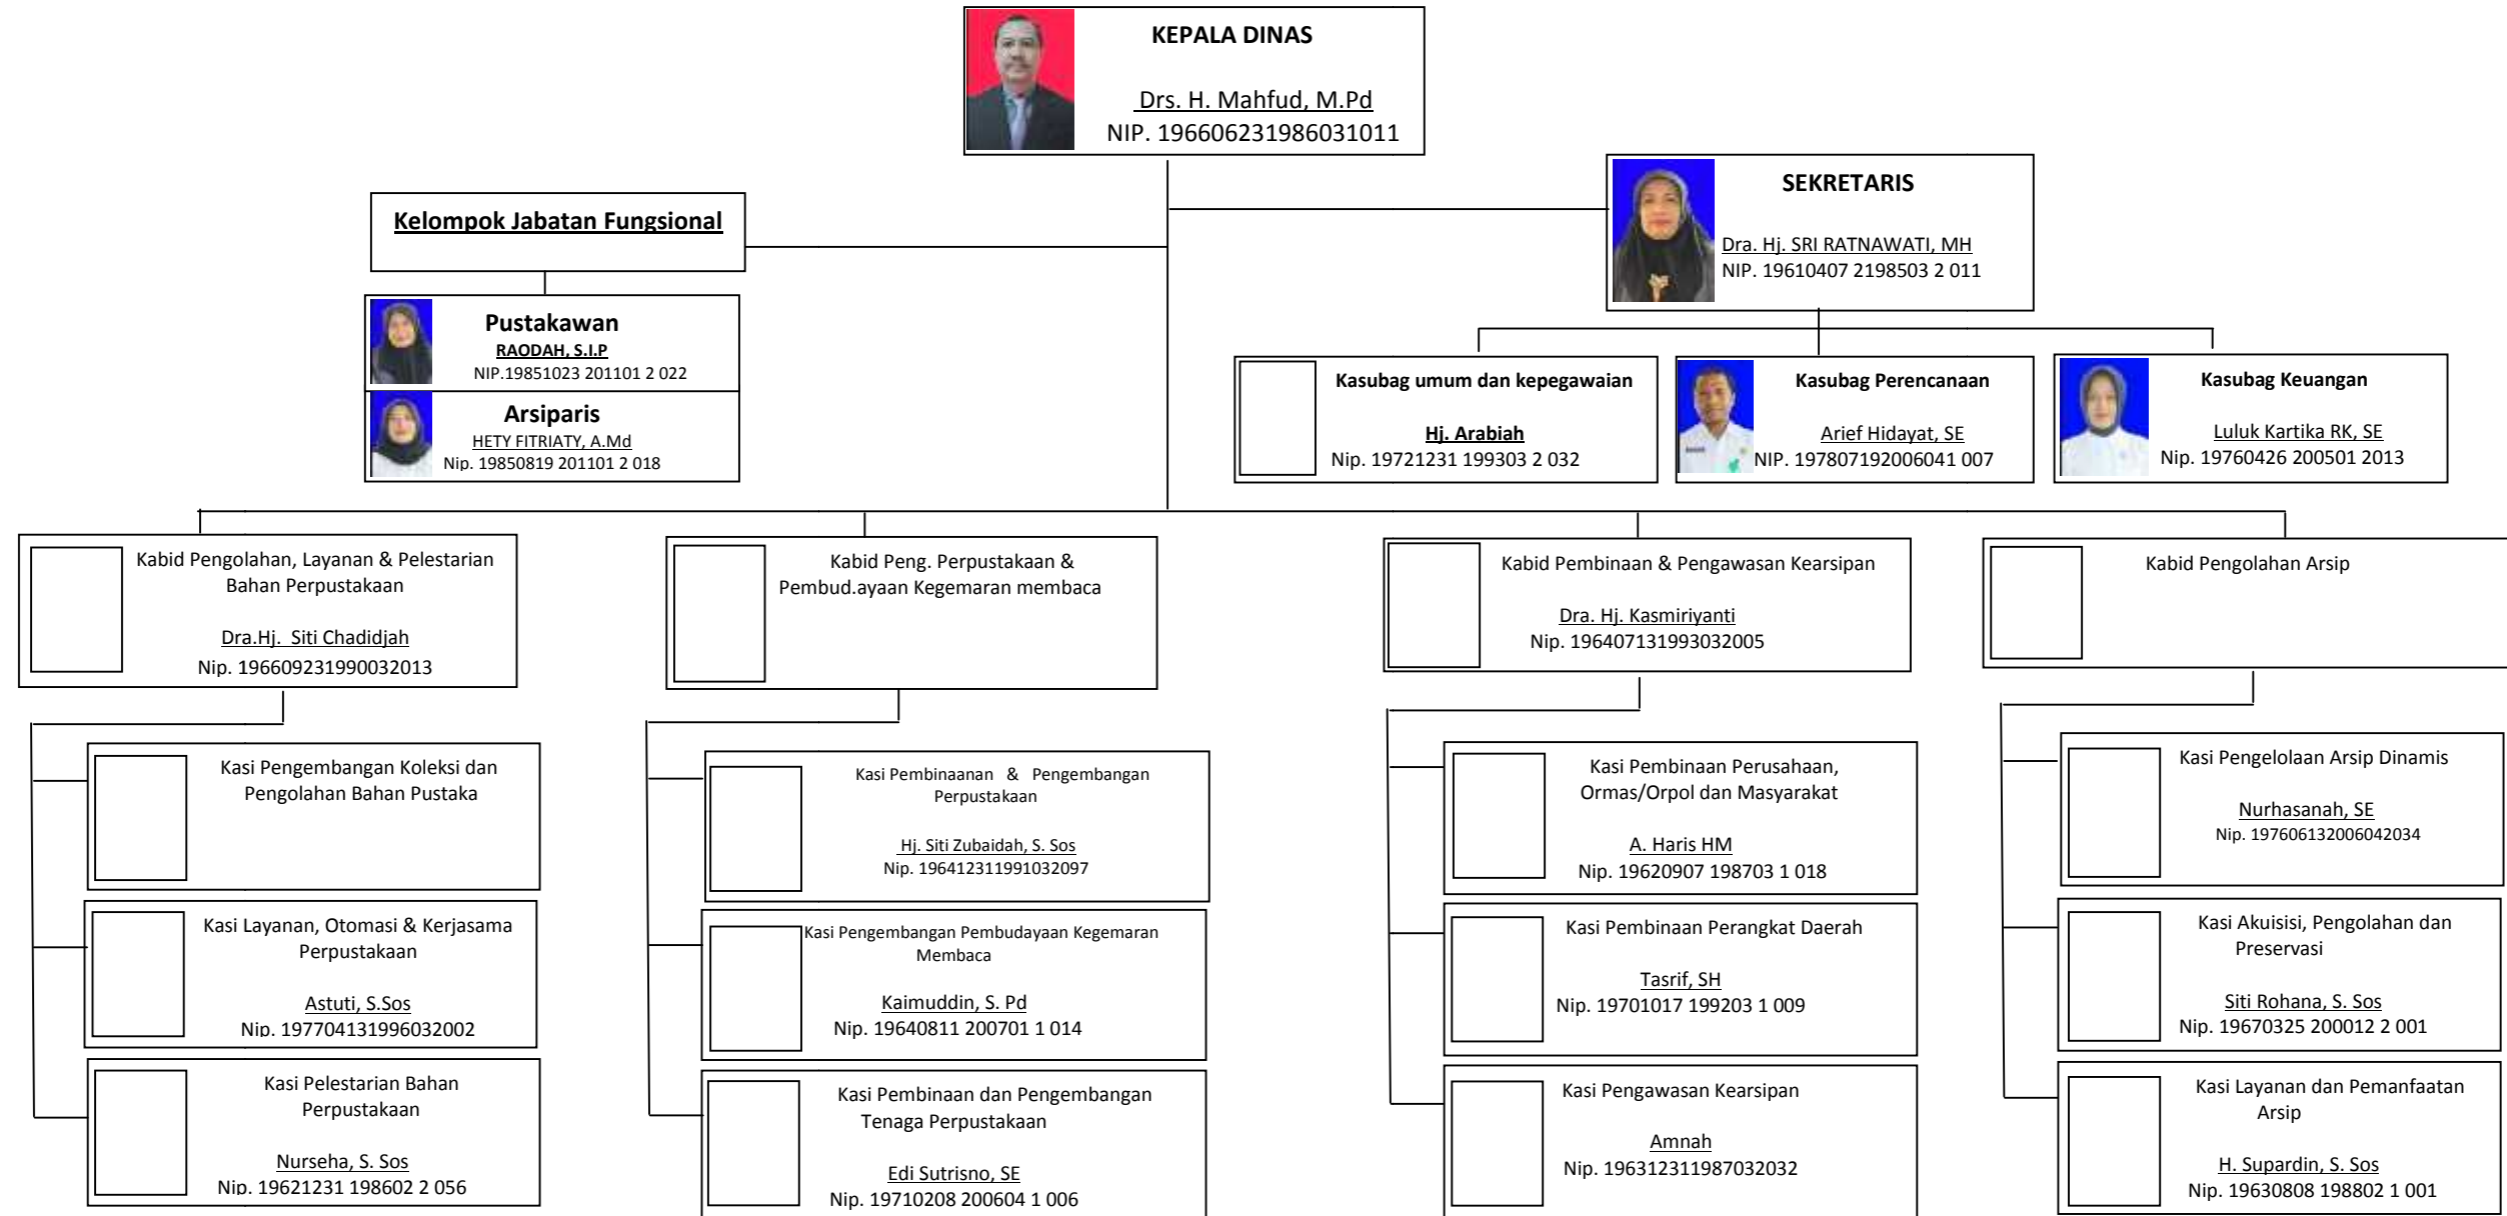 KEPALA DINAS
Drs. H. Mahfud, M.Pd
NIP. 196606231986031011
SEKRETARIS
Dra. Hj. SRI RATNAWATI, MH
NIP. 19610407 2198503 2 011
Kelompok Jabatan Fungsional
Pustakawan
RAODAH, S.I.P
NIP.19851023 201101 2 022
Arsiparis
HETY FITRIATY, A.Md
Nip. 19850819 201101 2 018
Kasubag umum dan kepegawaian
Hj. Arabiah
Nip. 19721231 199303 2 032
Kasubag Perencanaan
Arief Hidayat, SE
NIP. 197807192006041 007
Kasubag Keuangan
Luluk Kartika RK, SE
Nip. 19760426 200501 2013
Kabid Pengolahan, Layanan & Pelestarian
Bahan Perpustakaan
Dra.Hj. Siti Chadidjah
Nip. 196609231990032013
Kabid Peng. Perpustakaan &
Pembud.ayaan Kegemaran membaca
Kabid Pembinaan & Pengawasan Kearsipan
Dra. Hj. Kasmiriyanti
Nip. 196407131993032005
Kabid Pengolahan Arsip
Kasi Pengembangan Koleksi dan
Pengolahan Bahan Pustaka
Kasi Layanan, Otomasi & Kerjasama
Perpustakaan
Astuti, S.Sos
Nip. 197704131996032002
Kasi Pelestarian Bahan
Perpustakaan
Nurseha, S. Sos
Nip. 19621231 198602 2 056
Kasi Pembinaanan & Pengembangan
Perpustakaan
Hj. Siti Zubaidah, S. Sos
Nip. 196412311991032097
Kasi Pengembangan Pembudayaan Kegemaran
Membaca
Kaimuddin, S. Pd
Nip. 19640811 200701 1 014
Kasi Pembinaan dan Pengembangan
Tenaga Perpustakaan
Edi Sutrisno, SE
Nip. 19710208 200604 1 006
Kasi Pembinaan Perusahaan,
Ormas/Orpol dan Masyarakat
A. Haris HM
Nip. 19620907 198703 1 018
Kasi Pembinaan Perangkat Daerah
Tasrif, SH
Nip. 19701017 199203 1 009
Kasi Pengawasan Kearsipan
Amnah
Nip. 196312311987032032
Kasi Pengelolaan Arsip Dinamis
Nurhasanah, SE
Nip. 197606132006042034
Kasi Akuisisi, Pengolahan dan
Preservasi
Siti Rohana, S. Sos
Nip. 19670325 200012 2 001
Kasi Layanan dan Pemanfaatan
Arsip
H. Supardin, S. Sos
Nip. 19630808 198802 1 001